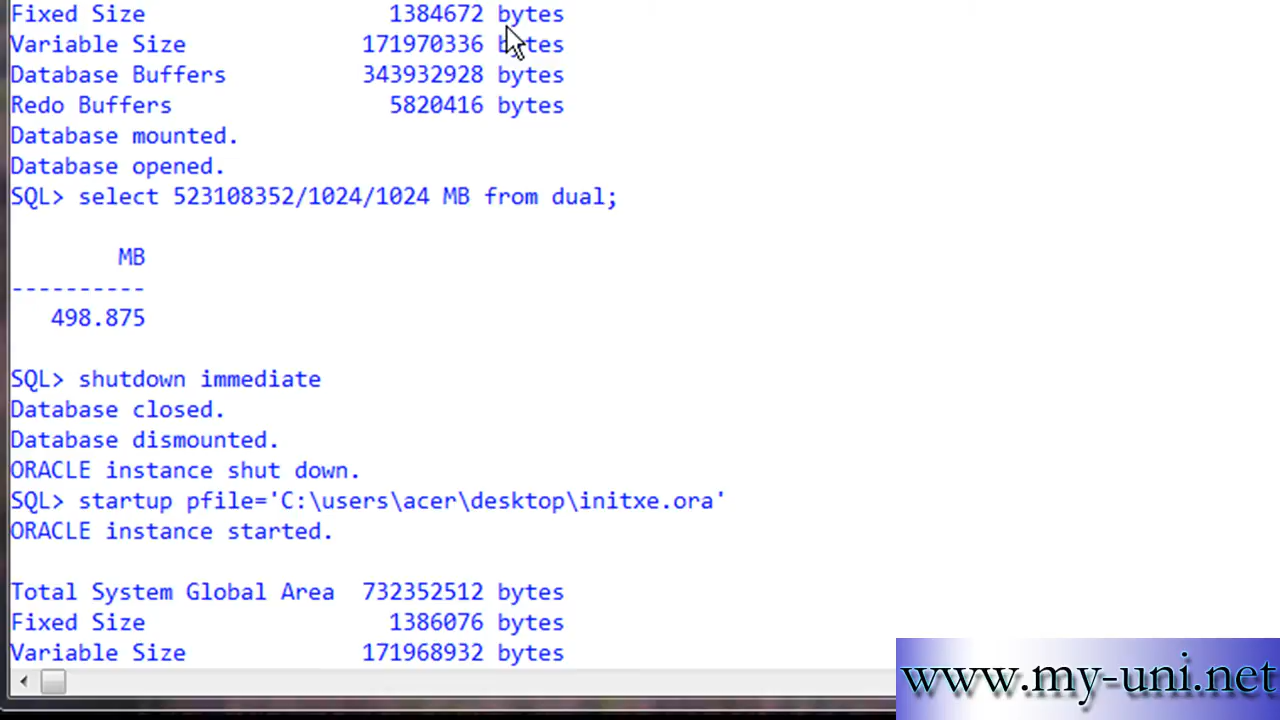 Fixed Size                  1384672 bytes
Variable Size             171970336 bytes
Database Buffers          343932928 bytes
Redo Buffers                5820416 bytes
Database mounted.
Database opened.
SQL> select 523108352/1024/1024 MB from dual;
        MB
----------
   498.875
SQL> shutdown immediate
Database closed.
Database dismounted.
ORACLE instance shut down.
SQL> startup pfile='C:\users\acer\desktop\initxe.ora'
ORACLE instance started.
Total System Global Area  732352512 bytes
Fixed Size                  1386076 bytes
Variable Size             171968932 bytes
www.my-uni.net